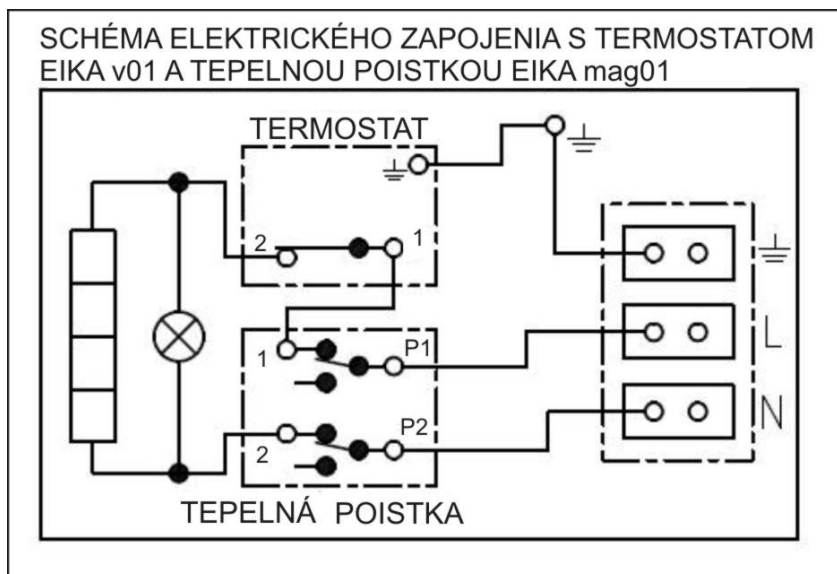 SCHÉMA ELEKTRICKÉHO ZAPOJENIA S TERMOSTATOM
EIKA v01 A TEPELNOU POISTKOU EIKA mag01
TERMOSTAT
2
1
1
P1
L
2
P2
N
TEPELNÁ POISTKA